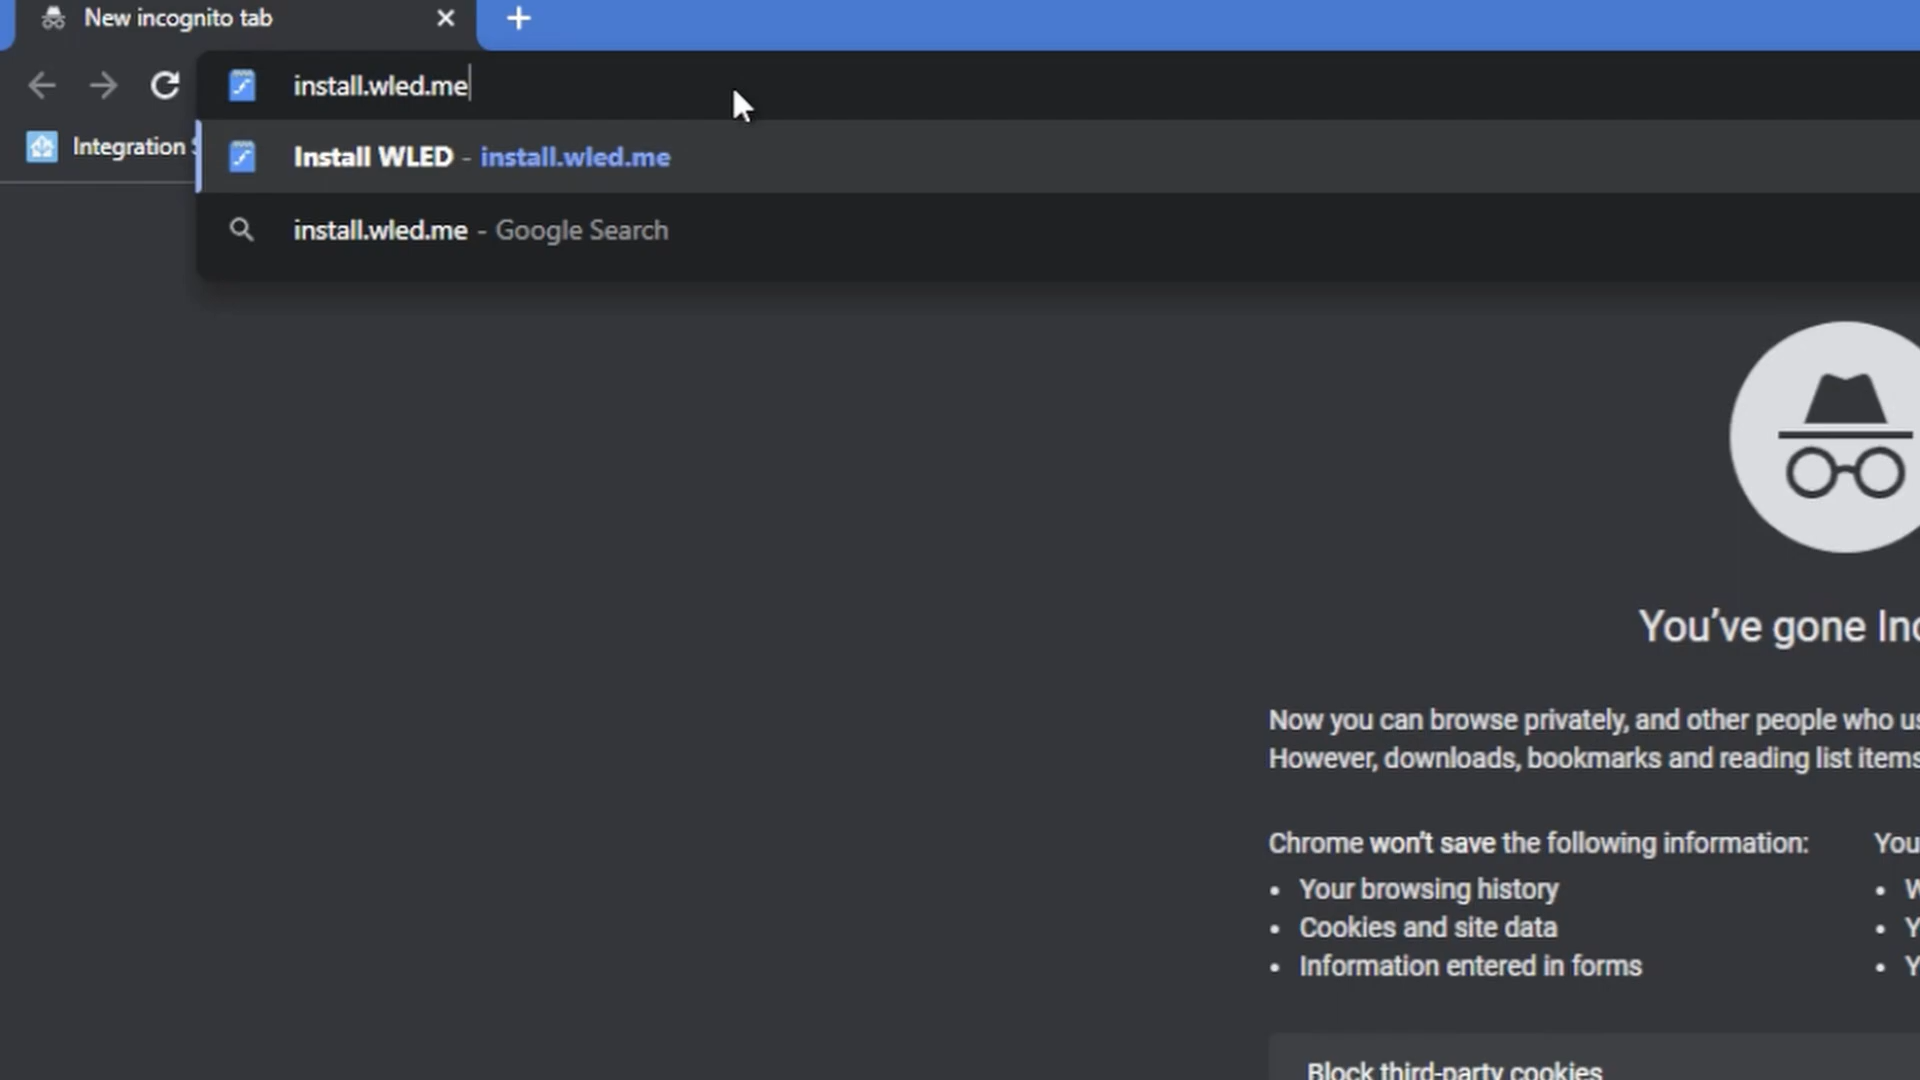 New incognito tab
install.wled.me
Integration
Install WLED - install.wled.me
install.wled.me - Google Search
You've gone
Now you can browse privately, and other people who
However, downloads, bookmarks and reading list items
Chrome won't save the following information:
• Your browsing history
• Cookies and site data
• Information entered in forms
Block third-party cookies